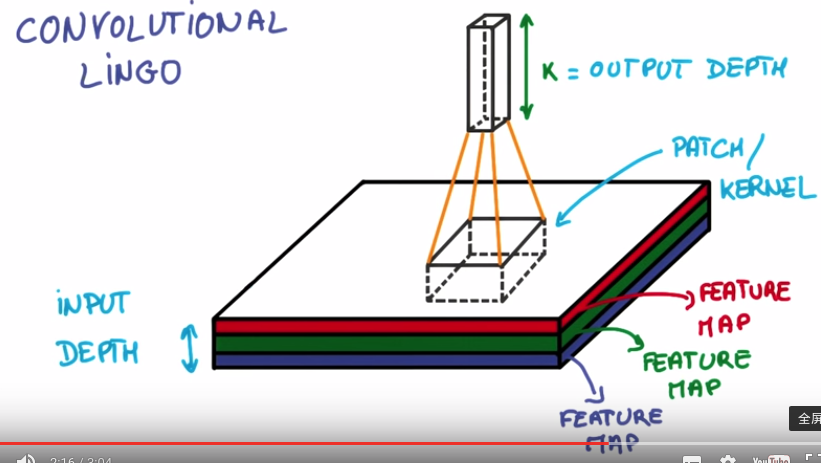 CONVOLUTIONAL
LINGO
K = OUTPUT DEPTH
PATCH/
KERNEL
INPUT
DEPTH
FEATURE
MAP
FEATURE
MAP
FEATURE
MAP
全屏
2:16 / 3:04
YouTube